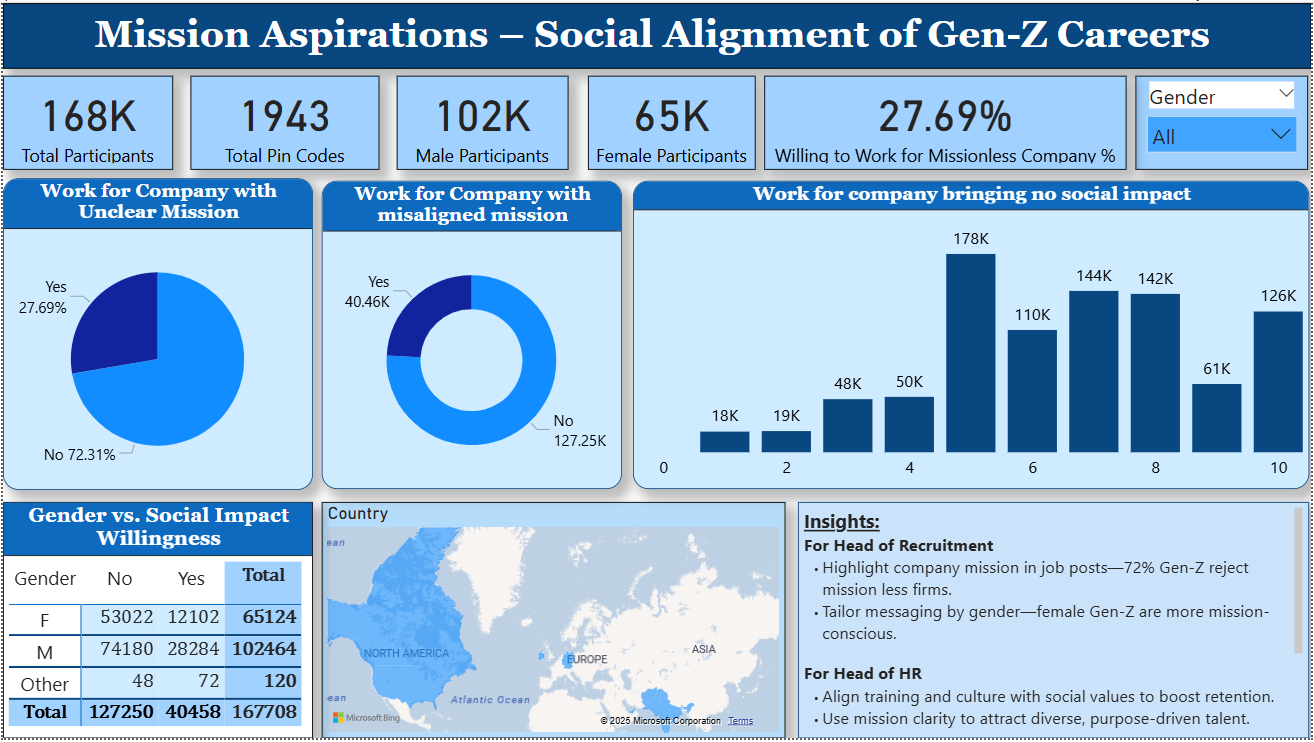 Mission Aspirations – Social Alignment of Gen-Z Careers
168K
Total Participants
1943
Total Pin Codes
102K
Male Participants
65K
Female Participants
27.69%
Willing to Work for Missionless Company %
Gender
All
Work for Company with
Unclear Mission
Yes
27.69%
No 72.31%
Work for Company with
misaligned mission
Yes
40.46K
No
127.25K
Work for company bringing no social impact
18K
19K
48K
50K
178K
110K
144K
142K
61K
126K
0 2 4 6 8 10
Gender vs. Social Impact
Willingness
Gender No Yes Total
F 53022 12102 65124
M 74180 28284 102464
Other 48 72 120
Total 127250 40458 167708
Country
ean
NORTH AMERICA
EUROPE
ASIA
ean
Atlantic Ocean
Microsoft Bing
© 2025 Microsoft Corporation Terms
Insights:
For Head of Recruitment
• Highlight company mission in job posts—72% Gen-Z reject
mission less firms.
• Tailor messaging by gender—female Gen-Z are more mission-
conscious.
For Head of HR
• Align training and culture with social values to boost retention.
• Use mission clarity to attract diverse, purpose-driven talent.